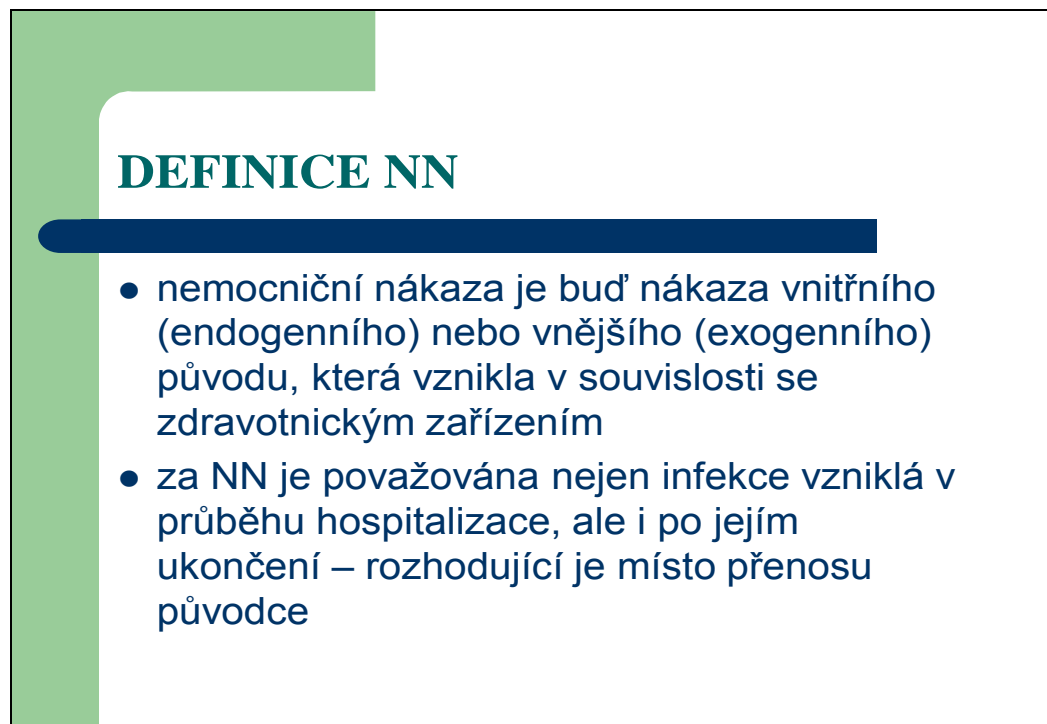 DEFINICE NN
● nemocniční nákaza je buď nákaza vnitřního
(endogenního) nebo vnějšího (exogenního)
původu, která vznikla v souvislosti se
zdravotnickým zařízením
● za NN je považována nejen infekce vzniklá v
průběhu hospitalizace, ale i po jejím
ukončení – rozhodující je místo přenosu
původce